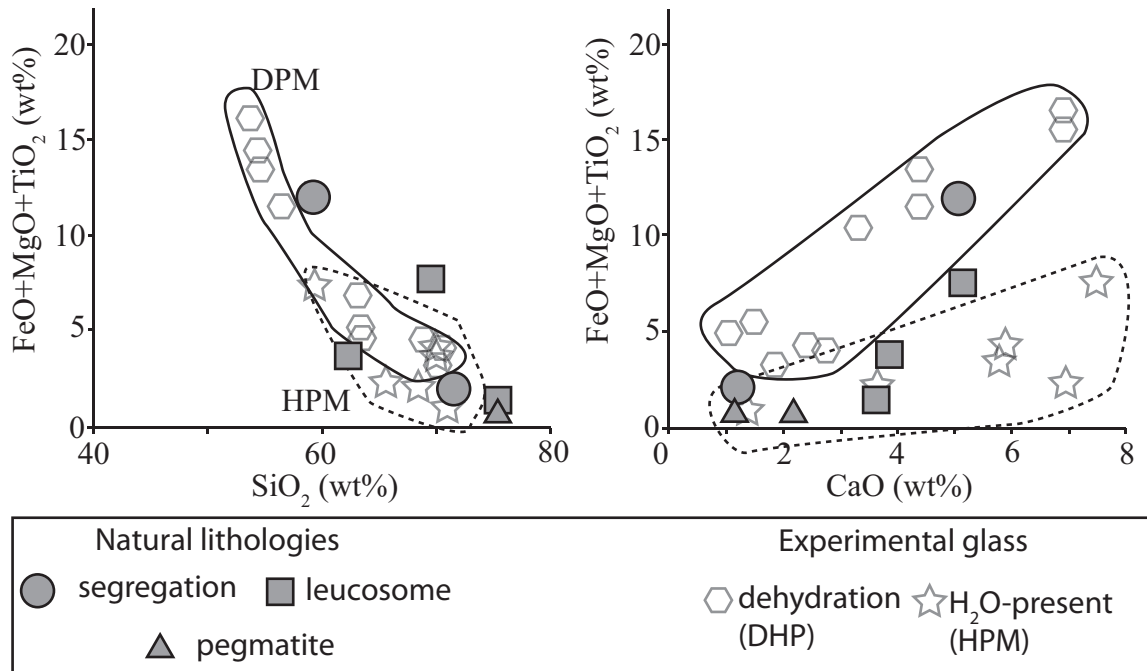 FeO+MgO+TiO₂ (wt%)
20
15
10
5
0
DPM
HPM
40
60
80
SiO₂ (wt%)
FeO+MgO+TiO₂ (wt%)
20
15
10
5
0
0
2
4
6
8
CaO (wt%)
Natural lithologies
segregation
leucosome
pegmatite
Experimental glass
dehydration
(DHP)
H₂O-present
(HPM)